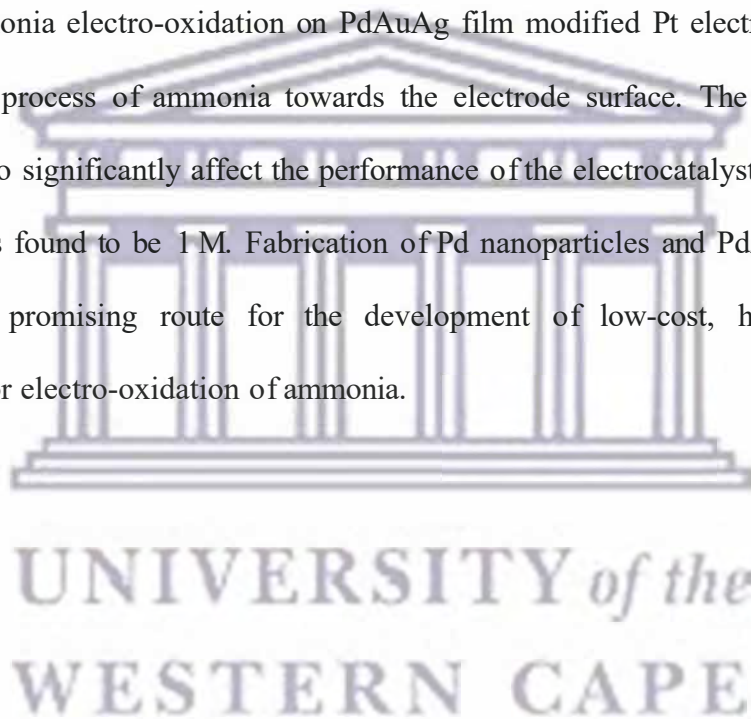 onia electro-oxidation on PdAuAg film modified Pt elect
process of ammonia towards the electrode surface. The
o significantly affect the performance of the electrocatalyst
s found to be 1 M. Fabrication of Pd nanoparticles and Pd
promising route for the development of low-cost, h
r electro-oxidation of ammonia.
UNIVERSITY of the
WESTERN CAPE